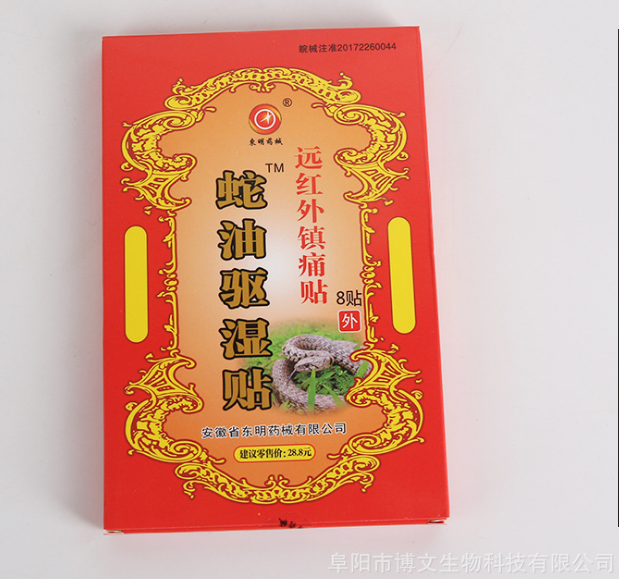 皖械注准20172260044
®
東明药械
远红外镇痛贴
TM
蛇油驱湿贴
8贴
外
安徽省东明药械有限公司
建议零售价:28.8元
阜阳市博文生物科技有限公司